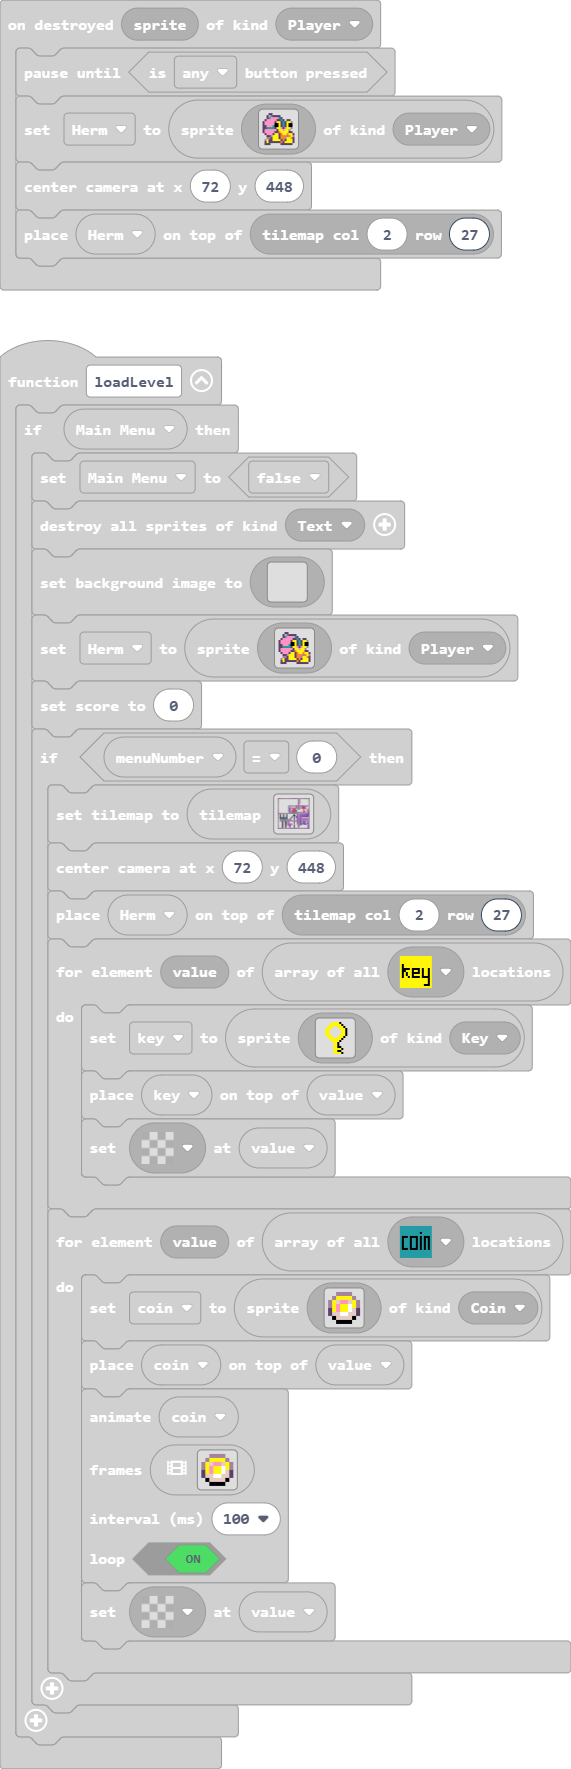 on destroyed sprite of kind Player
pause until is any button pressed
set Herm to sprite of kind Player
center camera at x 72 y 448
place Herm on top of tilemap col 2 row 27
function loadLevel
if Main Menu then
set Main Menu to false
destroy all sprites of kind Text
set background image to
set Herm to sprite of kind Player
set score to 0
if menuNumber = 0 then
set tilemap to tilemap
center camera at x 72 y 448
place Herm on top of tilemap col 2 row 27
for element value of array of all key locations
do
set key to sprite of kind Key
place key on top of value
set at value
for element value of array of all coin locations
do
set coin to sprite of kind Coin
place coin on top of value
animate coin
frames
interval (ms) 100
loop ON
set at value